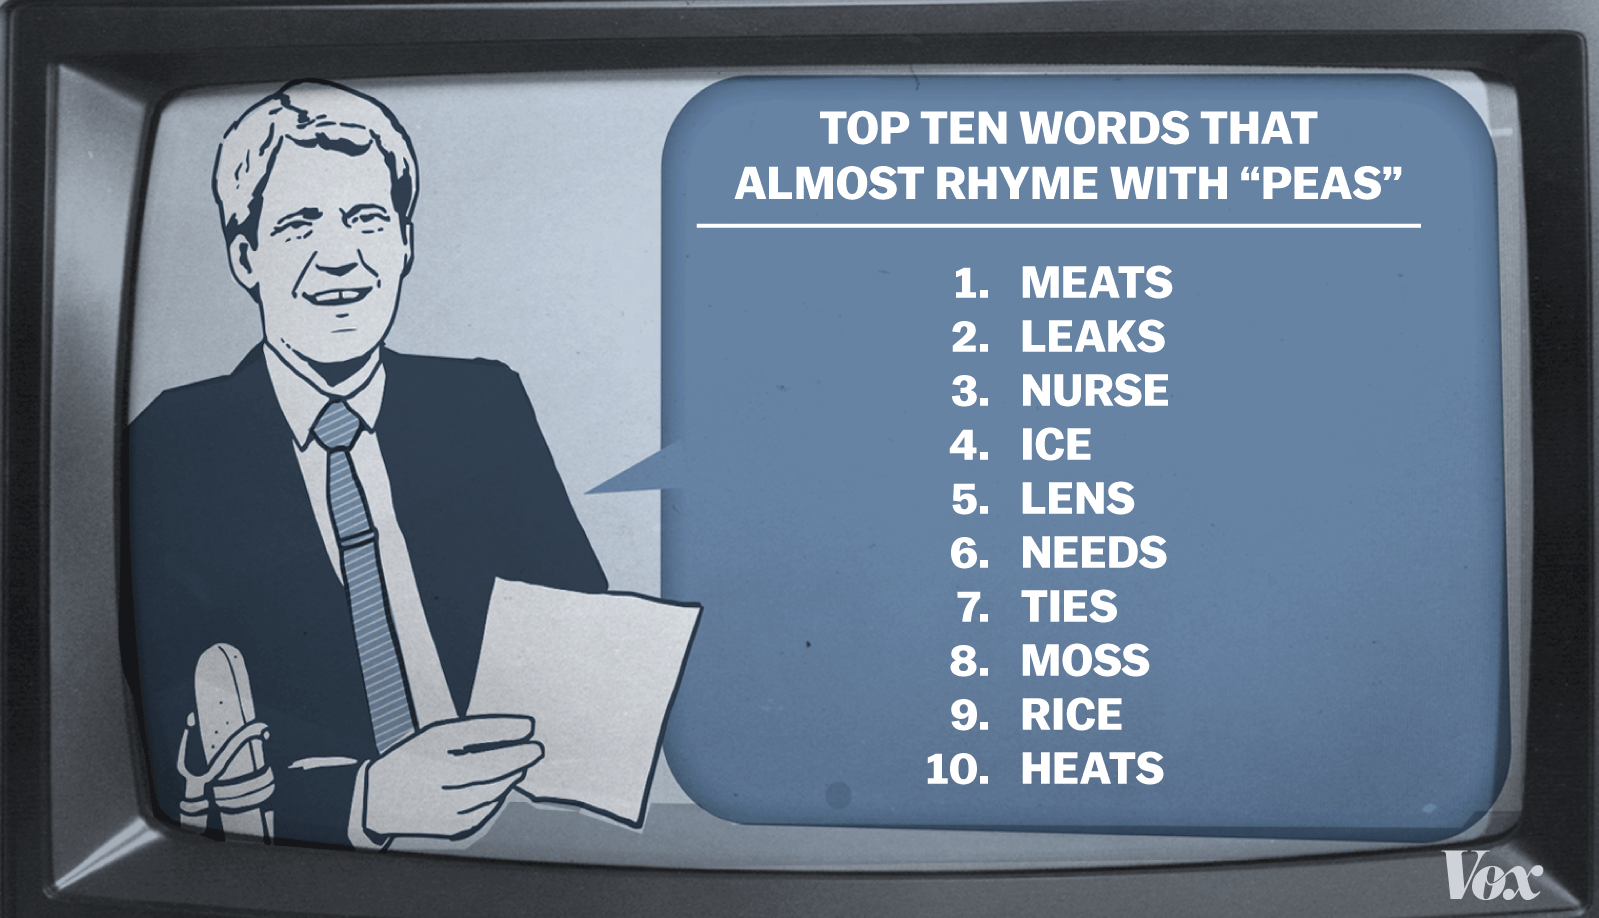 TOP TEN WORDS THAT
ALMOST RHYME WITH “PEAS”
1. MEATS
2. LEAKS
3. NURSE
4. ICE
5. LENS
6. NEEDS
7. TIES
8. MOSS
9. RICE
10. HEATS
Vox